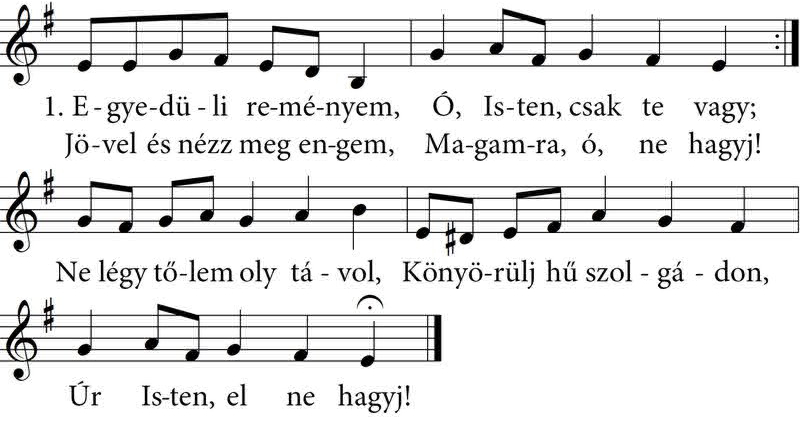 1. E-gye-dü-li re-mé-nyem, Ó, Is-ten, csak te vagy;
Jö-vel és nézz meg en-gem, Ma-gam-ra, ó, ne hagyj!
Ne légy tő-lem oly tá-vol, Könyö-rülj hű szol-gá-don,
Úr Is-ten, el ne hagyj!